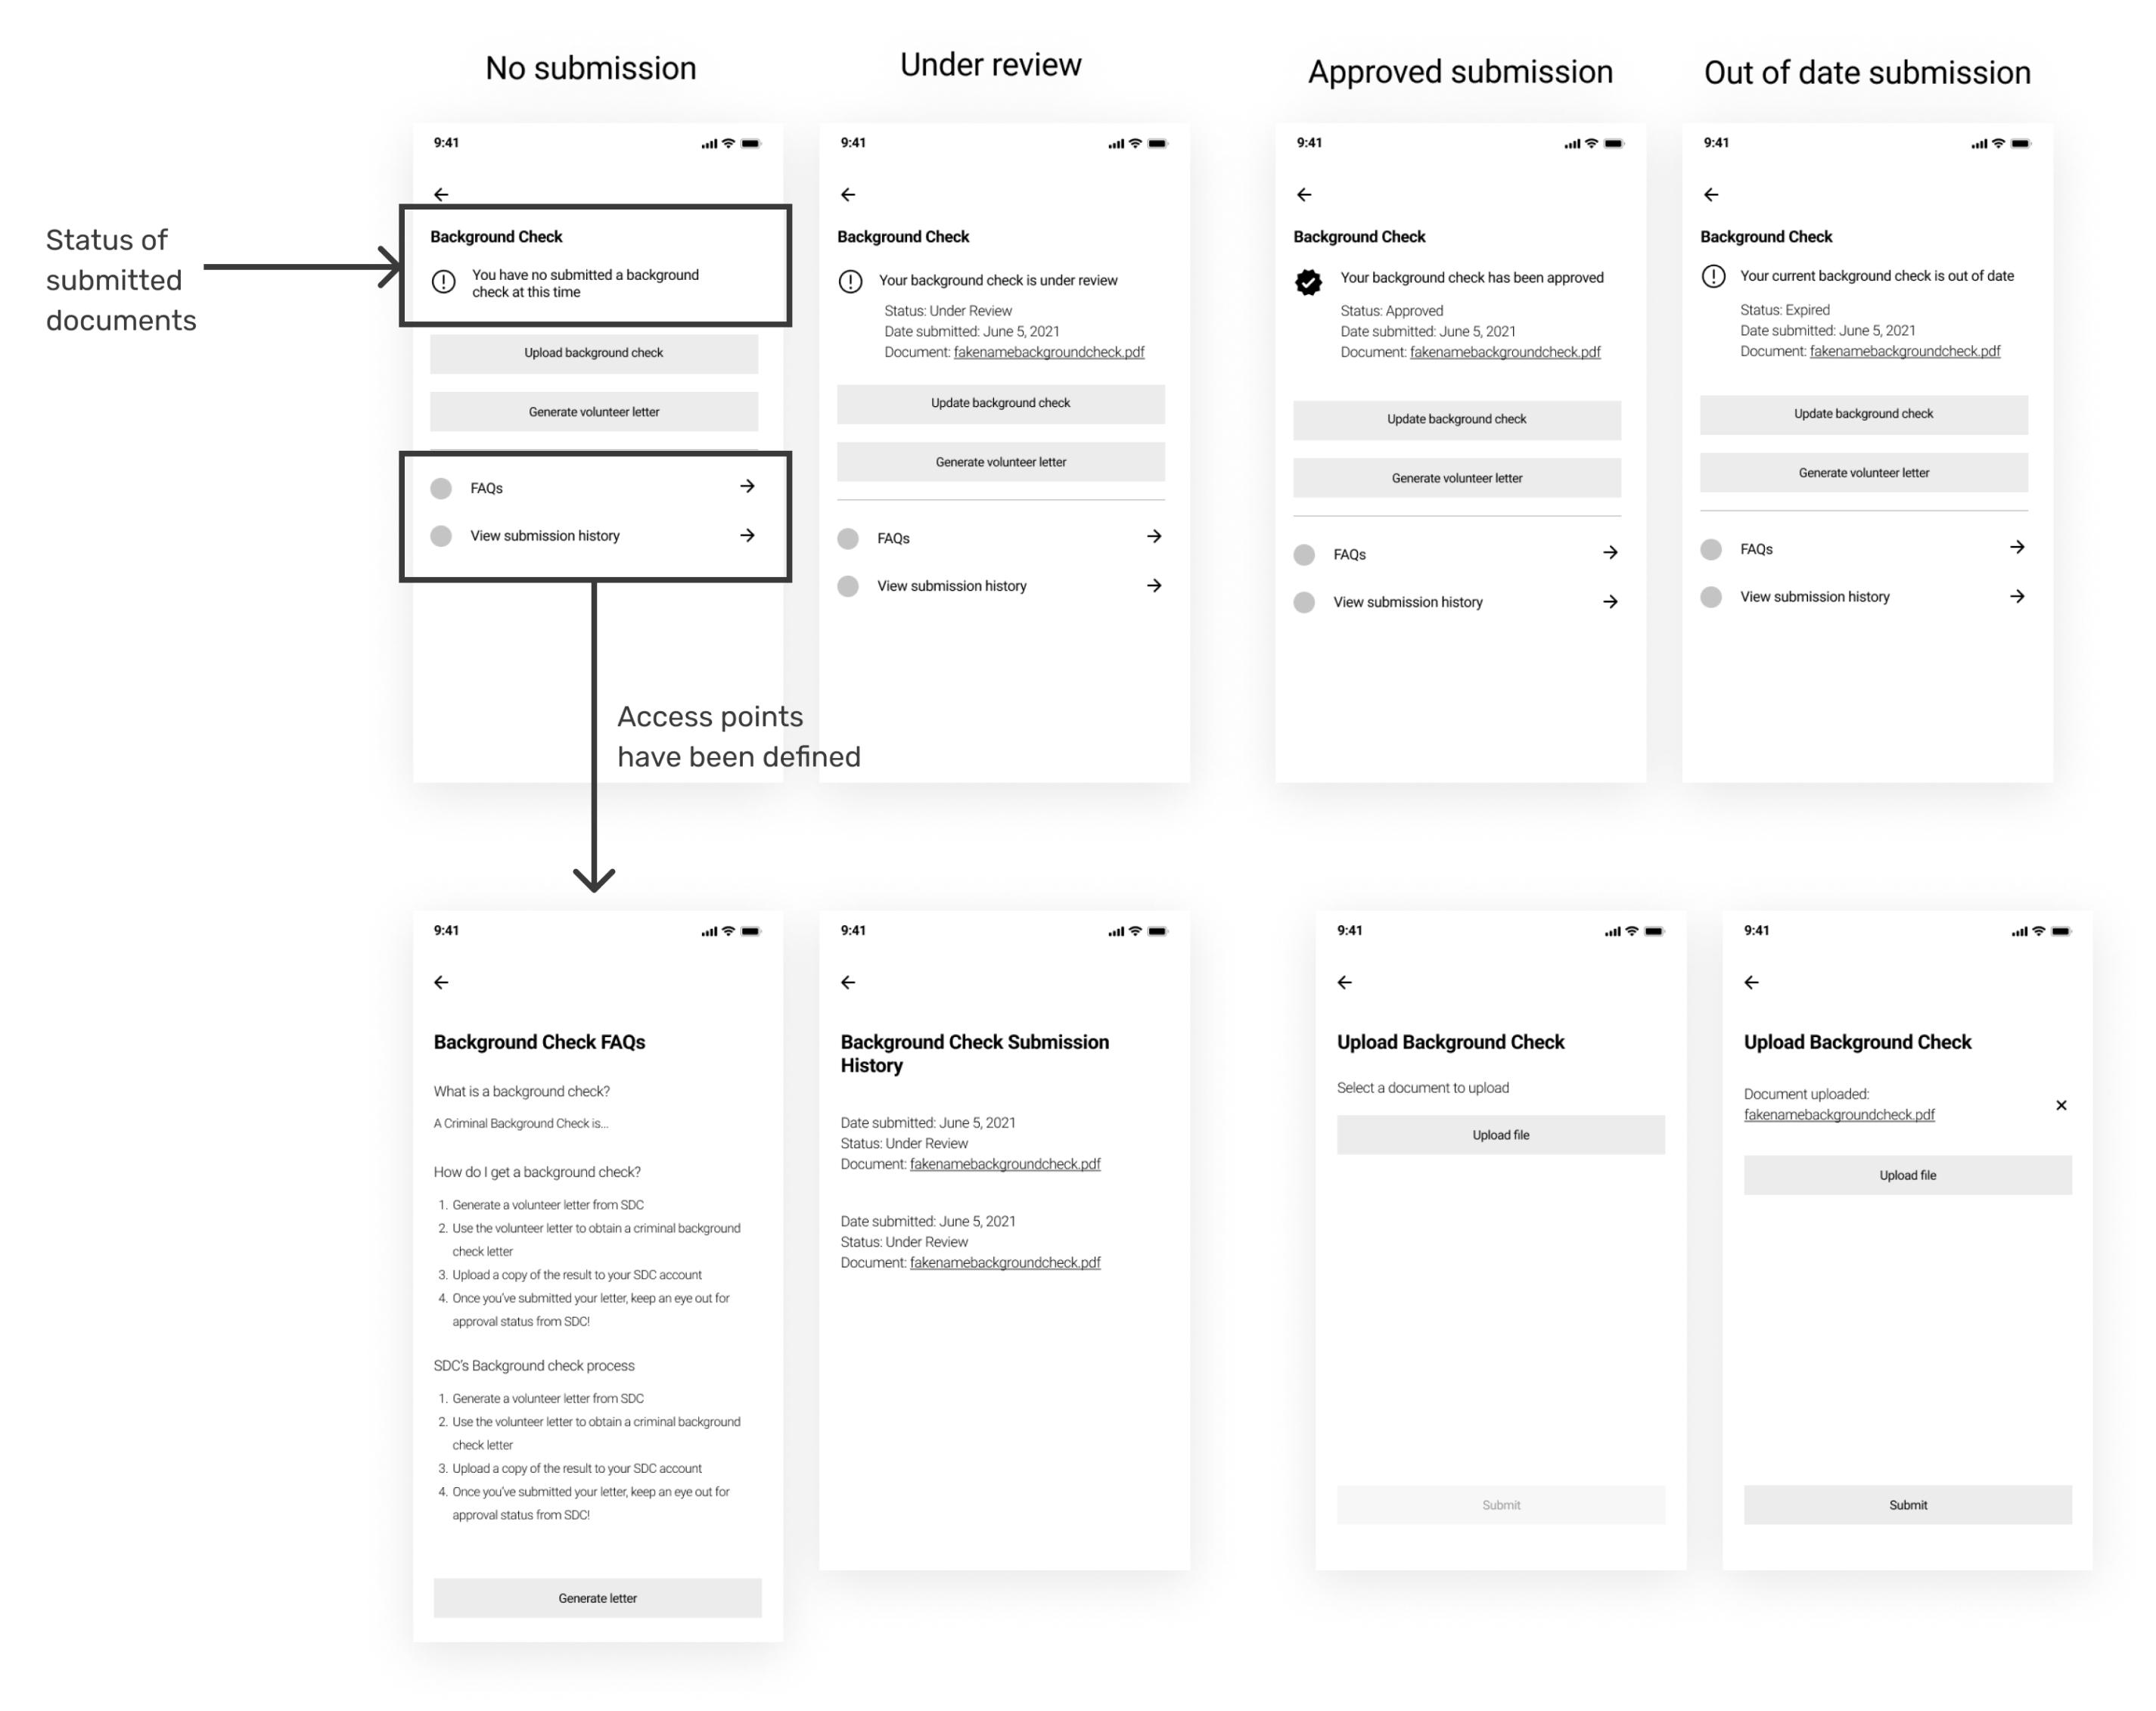 No submission
Under review
Approved submission
Out of date submission
Status of
submitted
documents
9:41
Background Check
You have no submitted a background
check at this time
Upload background check
Generate volunteer letter
FAQs
View submission history
9:41
Background Check
Your background check is under review
Status: Under Review
Date submitted: June 5, 2021
Document: fakenamebackgroundcheck.pdf
Update background check
Generate volunteer letter
FAQs
View submission history
9:41
Background Check
Your background check has been approved
Status: Approved
Date submitted: June 5, 2021
Document: fakenamebackgroundcheck.pdf
Update background check
Generate volunteer letter
FAQs
View submission history
9:41
Background Check
Your current background check is out of date
Status: Expired
Date submitted: June 5, 2021
Document: fakenamebackgroundcheck.pdf
Update background check
Generate volunteer letter
FAQs
View submission history
Access points
have been defined
9:41
Background Check FAQs
What is a background check?
A Criminal Background Check is...
How do I get a background check?
1. Generate a volunteer letter from SDC
2. Use the volunteer letter to obtain a criminal background
check letter
3. Upload a copy of the result to your SDC account
4. Once you've submitted your letter, keep an eye out for
approval status from SDC!
SDC's Background check process
1. Generate a volunteer letter from SDC
2. Use the volunteer letter to obtain a criminal background
check letter
3. Upload a copy of the result to your SDC account
4. Once you've submitted your letter, keep an eye out for
approval status from SDC!
Generate letter
9:41
Background Check Submission
History
Date submitted: June 5, 2021
Status: Under Review
Document: fakenamebackgroundcheck.pdf
Date submitted: June 5, 2021
Status: Under Review
Document: fakenamebackgroundcheck.pdf
9:41
Upload Background Check
Select a document to upload
Upload file
Submit
9:41
Upload Background Check
Document uploaded:
fakenamebackgroundcheck.pdf
Upload file
Submit